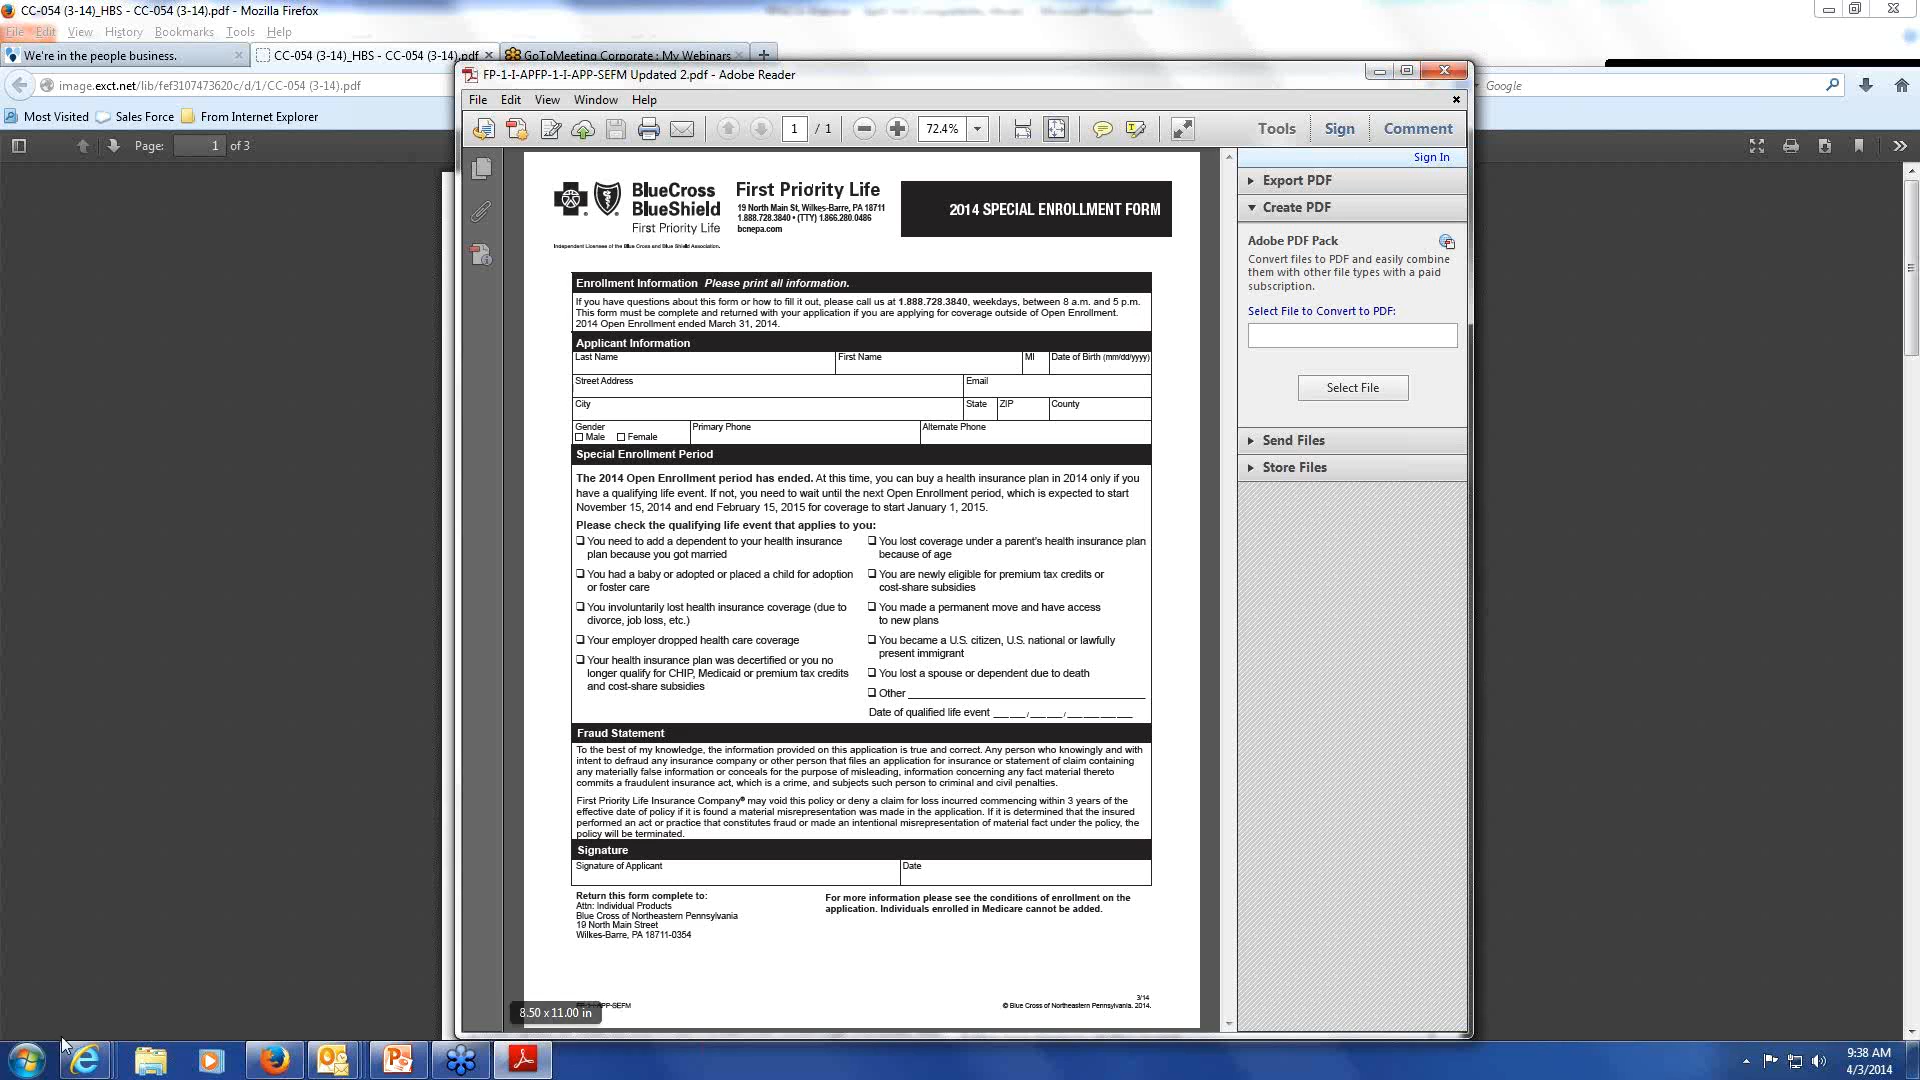 CC-054 (3-14)_HBS - CC-054 (3-14).pdf - Mozilla Firefox
File Edit View History Bookmarks Tools Help
We're in the people business.
CC-054 (3-14)_HBS - CC-054 (3-14).pdf
GoToMeeting Corporate : My Webinars
image.exct.net/lib/fef3107473620c/d/1/CC-054 (3-14).pdf
Google
Most Visited Sales Force From Internet Explorer
Page: 1 of 3
FP-1-I-APFP-1-I-APP-SEFM Updated 2.pdf - Adobe Reader
File Edit View Window Help
1 / 1
72.4%
Tools Sign Comment
Sign In
Export PDF
Create PDF
Adobe PDF Pack
Convert files to PDF and easily combine
them with other file types with a paid
subscription.
Select File to Convert to PDF:
Select File
Send Files
Store Files
BlueCross
BlueShield
First Priority Life
Independent Licensee of the Blue Cross and Blue Shield Association.
First Priority Life
19 North Main St, Wilkes-Barre, PA 18711
1.888.728.3840 • (TTY) 1.866.280.0486
bcnepa.com
2014 SPECIAL ENROLLMENT FORM
Enrollment Information Please print all information.
If you have questions about this form or how to fill it out, please call us at 1.888.728.3840, weekdays, between 8 a.m. and 5 p.m.
This form must be complete and returned with your application if you are applying for coverage outside of Open Enrollment.
2014 Open Enrollment ended March 31, 2014.
Applicant Information
Last Name First Name MI Date of Birth (mm/dd/yyyy)
Street Address Email
City State ZIP County
Gender Primary Phone Alternate Phone
Male Female
Special Enrollment Period
The 2014 Open Enrollment period has ended. At this time, you can buy a health insurance plan in 2014 only if you
have a qualifying life event. If not, you need to wait until the next Open Enrollment period, which is expected to start
November 15, 2014 and end February 15, 2015 for coverage to start January 1, 2015.
Please check the qualifying life event that applies to you:
You need to add a dependent to your health insurance
plan because you got married
You had a baby or adopted or placed a child for adoption
or foster care
You involuntarily lost health insurance coverage (due to
divorce, job loss, etc.)
Your employer dropped health care coverage
Your health insurance plan was decertified or you no
longer qualify for CHIP, Medicaid or premium tax credits
and cost-share subsidies
You lost coverage under a parent's health insurance plan
because of age
You are newly eligible for premium tax credits or
cost-share subsidies
You made a permanent move and have access
to new plans
You became a U.S. citizen, U.S. national or lawfully
present immigrant
You lost a spouse or dependent due to death
Other
Date of qualified life event ___/___/___
Fraud Statement
To the best of my knowledge, the information provided on this application is true and correct. Any person who knowingly and with
intent to defraud any insurance company or other person that files an application for insurance or statement of claim containing
any materially false information or conceals for the purpose of misleading, information concerning any fact material thereto
commits a fraudulent insurance act, which is a crime, and subjects such person to criminal and civil penalties.
First Priority Life Insurance Company® may void this policy or deny a claim for loss incurred commencing within 3 years of the
effective date of policy if it is found a material misrepresentation was made in the application. If it is determined that the insured
performed an act or practice that constitutes fraud or made an intentional misrepresentation of material fact under the policy, the
policy will be terminated.
Signature
Signature of Applicant Date
Return this form complete to:
Attn: Individual Products
Blue Cross of Northeastern Pennsylvania
19 North Main Street
Wilkes-Barre, PA 18711-0354
For more information please see the conditions of enrollment on the
application. Individuals enrolled in Medicare cannot be added.
3/14
© Blue Cross of Northeastern Pennsylvania. 2014.
8.50 x 11.00 in
9:38 AM
4/3/2014